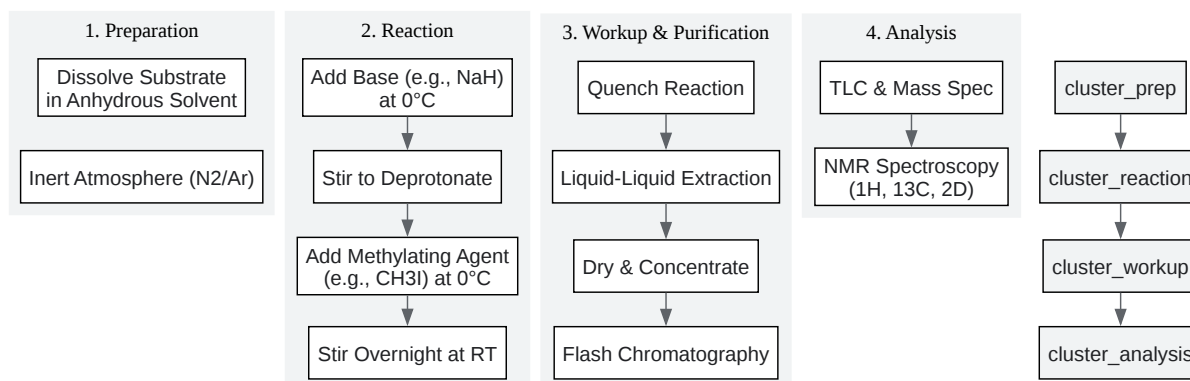 1. Preparation
Dissolve Substrate
in Anhydrous Solvent
Inert Atmosphere (N2/Ar)
2. Reaction
Add Base (e.g., NaH)
at 0°C
Stir to Deprotonate
Add Methylating Agent
(e.g., CH3I) at 0°C
Stir Overnight at RT
3. Workup & Purification
Quench Reaction
Liquid-Liquid Extraction
Dry & Concentrate
Flash Chromatography
4. Analysis
TLC & Mass Spec
NMR Spectroscopy
(1H, 13C, 2D)
cluster_prep
cluster_reaction
cluster_workup
cluster_analysis